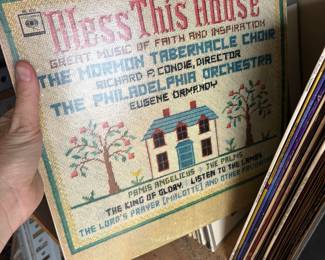 Bless This House
GREAT MUSIC OF FAITH AND INSPIRATION
THE MORMON TABERNACLE CHOIR
RICHARD P. CONDIE, DIRECTOR
THE PHILADELPHIA ORCHESTRA
EUGENE ORMANDY
PANIS ANGELICUS • THE PALMS
THE KING OF GLORY • LISTEN TO THE LAMBS
THE LORD'S PRAYER (MALOTTE) AND OTHER